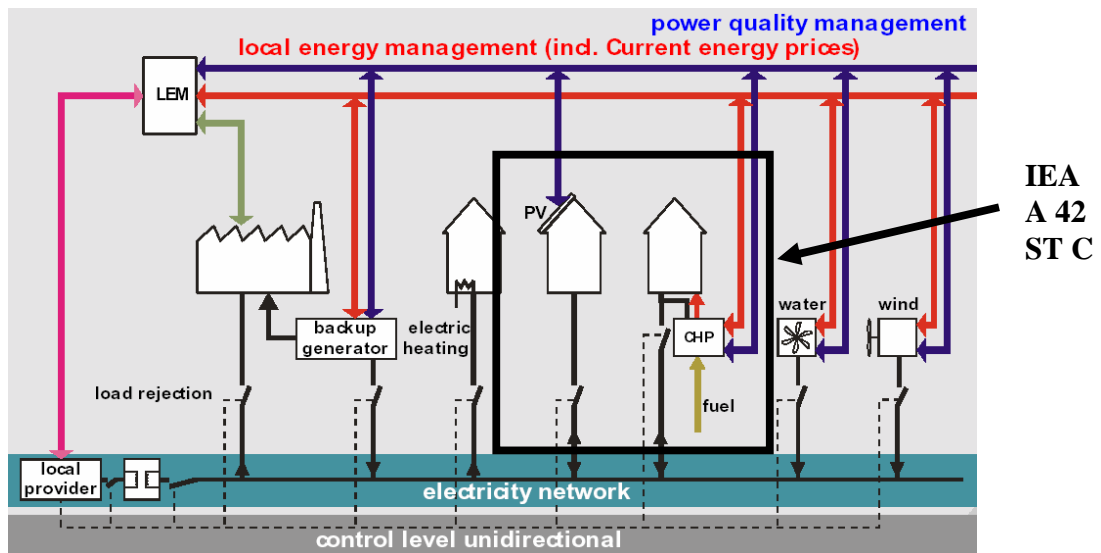 power quality management
local energy management (incl. Current energy prices)
LEM
IEA
A 42
ST C
PV
water
wind
backup
generator
electric
heating
CHP
load rejection
fuel
local
provider
electricity network
control level unidirectional